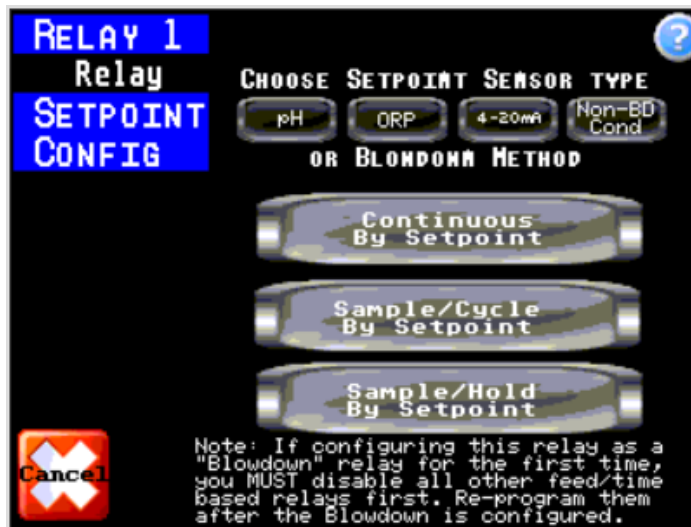 RELAY 1
Relay
SETPOINT
CONFIG
?
CHOOSE SETPOINT SENSOR TYPE
pH ORP 4-20mA Non-BD Cond
OR BLOWDOWN METHOD
Continuous
By Setpoint
Sample/Cycle
By Setpoint
Sample/Hold
By Setpoint
Cancel
Note: If configuring this relay as a
"Blowdown" relay for the first time,
you MUST disable all other feed/time
based relays first. Re-program them
after the Blowdown is configured.